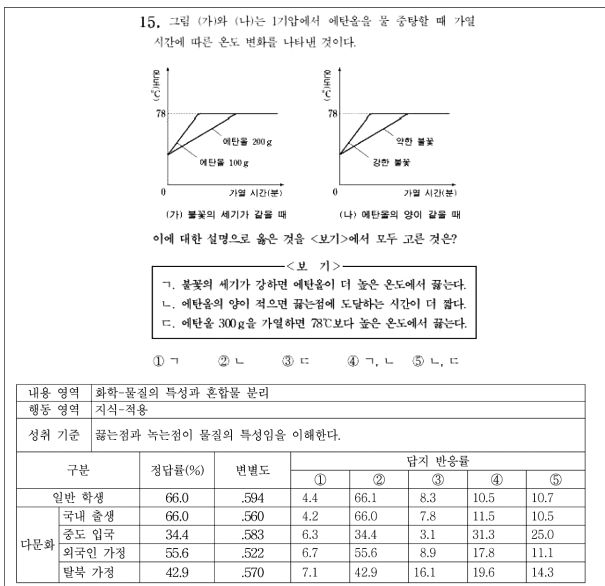 15. 그림 (가)와 (나)는 1기압에서 에탄올을 물 중탕할 때 가열
시간에 따른 온도 변화를 나타낸 것이다.
온도(℃) 온도(℃)
78 78
에탄올 200 g 약한 불꽃
에탄올 100 g 강한 불꽃
0 가열 시간(분) 0 가열 시간(분)
(가) 불꽃의 세기가 같을 때 (나) 에탄올의 양이 같을 때
이에 대한 설명으로 옳은 것을 <보기>에서 모두 고른 것은?
<보 기>
ㄱ. 불꽃의 세기가 강하면 에탄올이 더 높은 온도에서 끓는다.
ㄴ. 에탄올의 양이 적으면 끓는점에 도달하는 시간이 더 짧다.
ㄷ. 에탄올 300 g을 가열하면 78℃보다 높은 온도에서 끓는다.
① ㄱ ② ㄴ ③ ㄷ ④ ㄱ, ㄴ ⑤ ㄴ, ㄷ
내용 영역 화학-물질의 특성과 혼합물 분리
행동 영역 지식-적용
성취 기준 끓는점과 녹는점이 물질의 특성임을 이해한다.
구분 정답률(%) 변별도 답지 반응률
① ② ③ ④ ⑤
일반 학생 66.0 .594 4.4 66.1 8.3 10.5 10.7
다문화 국내 출생 66.0 .560 4.2 66.0 7.8 11.5 10.5
중도 입국 34.4 .583 6.3 34.4 3.1 31.3 25.0
외국인 가정 55.6 .522 6.7 55.6 8.9 17.8 11.1
탈북 가정 42.9 .570 7.1 42.9 16.1 19.6 14.3